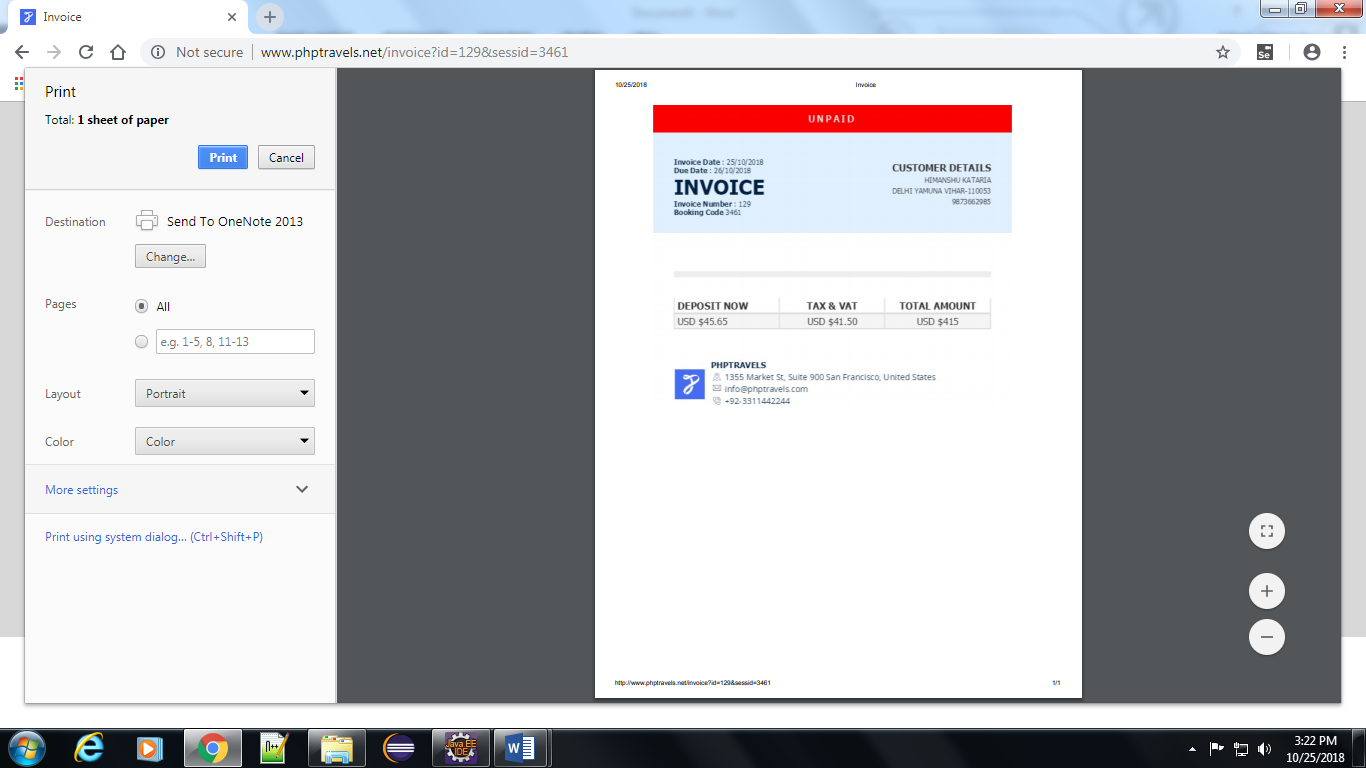 Invoice
Not secure
www.phptravels.net/invoice?id=129&sessid=3461
Se
Print
Total: 1 sheet of paper
Print
Cancel
Destination
Send To OneNote 2013
Change...
Pages
All
e.g. 1-5, 8, 11-13
Layout
Portrait
Color
Color
More settings
Print using system dialog... (Ctrl+Shift+P)
10/25/2018
Invoice
UNPAID
Invoice Date : 25/10/2018
Due Date : 26/10/2018
INVOICE
Invoice Number : 129
Booking Code 3461
CUSTOMER DETAILS
HIMANSHU KATARIA
DELHI YAMUNA VIHAR-110053
9873662985
DEPOSIT NOW TAX & VAT TOTAL AMOUNT
USD $45.65 USD $41.50 USD $415
PHPTRAVELS
1355 Market St, Suite 900 San Francisco, United States
info@phptravels.com
+92-3311442244
http://www.phptravels.net/invoice?id=129&sessid=3461
1/1
Java EE
IDE
3:22 PM
10/25/2018